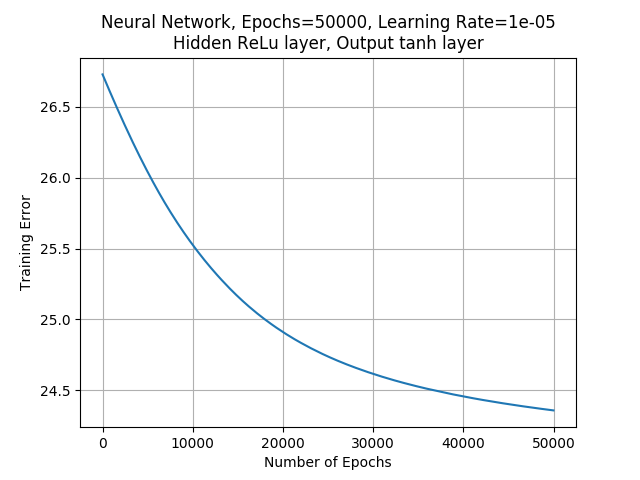 Neural Network, Epochs=50000, Learning Rate=1e-05
Hidden ReLu layer, Output tanh layer
26.5
26.0
25.5
25.0
24.5
Training Error
0 10000 20000 30000 40000 50000
Number of Epochs